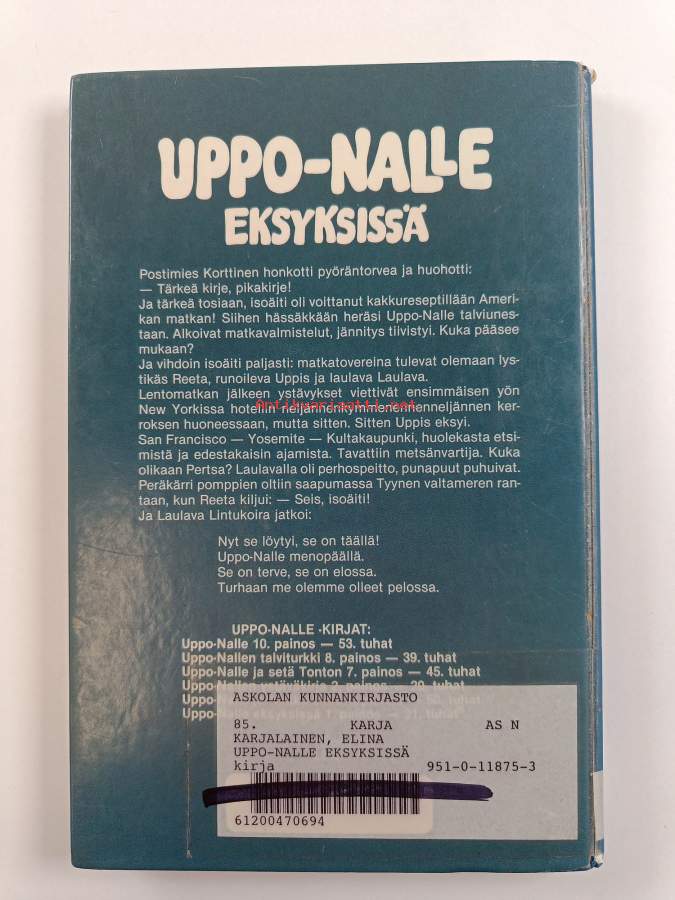 UPPO-NALLE
EKSYKSISSÄ
Postimies Korttinen honkotti pyöräntorvea ja huohotti:
— Tärkeä kirje, pikakirje!
Ja tärkeä tosiaan, isoäiti oli voittanut kakkureseptillään Ameri-
kan matkan! Siihen hässäkkään heräsi Uppo-Nalle talviunes-
taan. Alkoivat matkavalmistelut, jännitys tiivistyi. Kuka pääsee
mukaan?
Ja vihdoin isoäiti paljasti: matkatovereina tulevat olemaan lys-
tikäs Reeta, runoileva Uppis ja laulava Laulava.
Lentomatkan jälkeen ystävykset viettivät ensimmäisen yön
New Yorkissa hotellin neljännenkymmenennenneljännen ker-
roksen huoneessaan, mutta sitten. Sitten Uppis eksyi.
San Francisco — Yosemite — Kultakaupunki, huolekasta etsi-
mistä ja edestakaisin ajamista. Tavattiin metsänvartija. Kuka
olikaan Pertsa? Laulavalla oli perhospeitto, punapuut puhuivat.
Peräkärri pomppien oltiin saapumassa Tyynen valtameren ran-
taan, kun Reeta kiljui: — Seis, isoäiti!
Ja Laulava Lintukoira jatkoi:
Nyt se löytyi, se on täällä!
Uppo-Nalle menopäällä.
Se on terve, se on elossa.
Turhaan me olemme olleet pelossa.
UPPO-NALLE -KIRJAT:
Uppo-Nalle 10. painos — 53. tuhat
Uppo-Nallen talviturkki 8. painos — 39. tuhat
Uppo-Nalle ja setä Tonton 7. painos — 45. tuhat
ASKOLAN KUNNANKIRJASTO
85. KARJA AS N
KARJALAINEN, ELINA
UPPO-NALLE EKSYKSISSÄ
kirja 951-0-11875-3
61200470694
Antikvariaatti.net